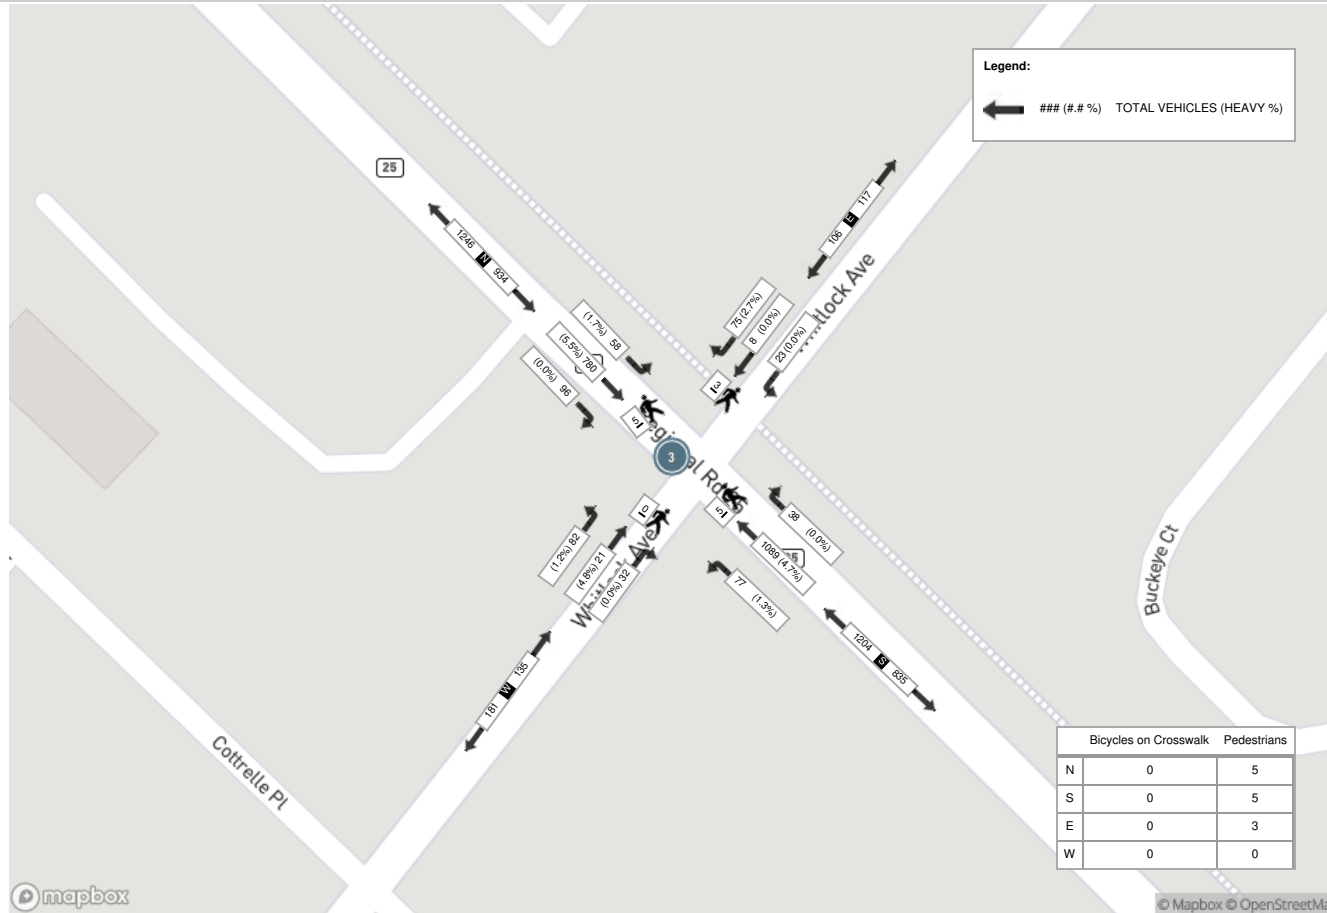 Legend:
### (#.# %) TOTAL VEHICLES (HEAVY %)
25
1246 N 934
106 E 117
(1.7%) 58
(5.5%) 780
(0.0%) 96
75 (2.7%)
8 (0.0%)
23 (0.0%)
3
5
3
5
0
(1.2%) 82
(4.8%) 21
(0.0%) 32
38 (0.0%)
1089 (4.7%)
77 (1.3%)
181 W 135
1204 S 835
Buckeye Ct
Cottrelle Pl
Bicycles on Crosswalk Pedestrians
N 0 5
S 0 5
E 0 3
W 0 0
mapbox
© Mapbox © OpenStreetMa